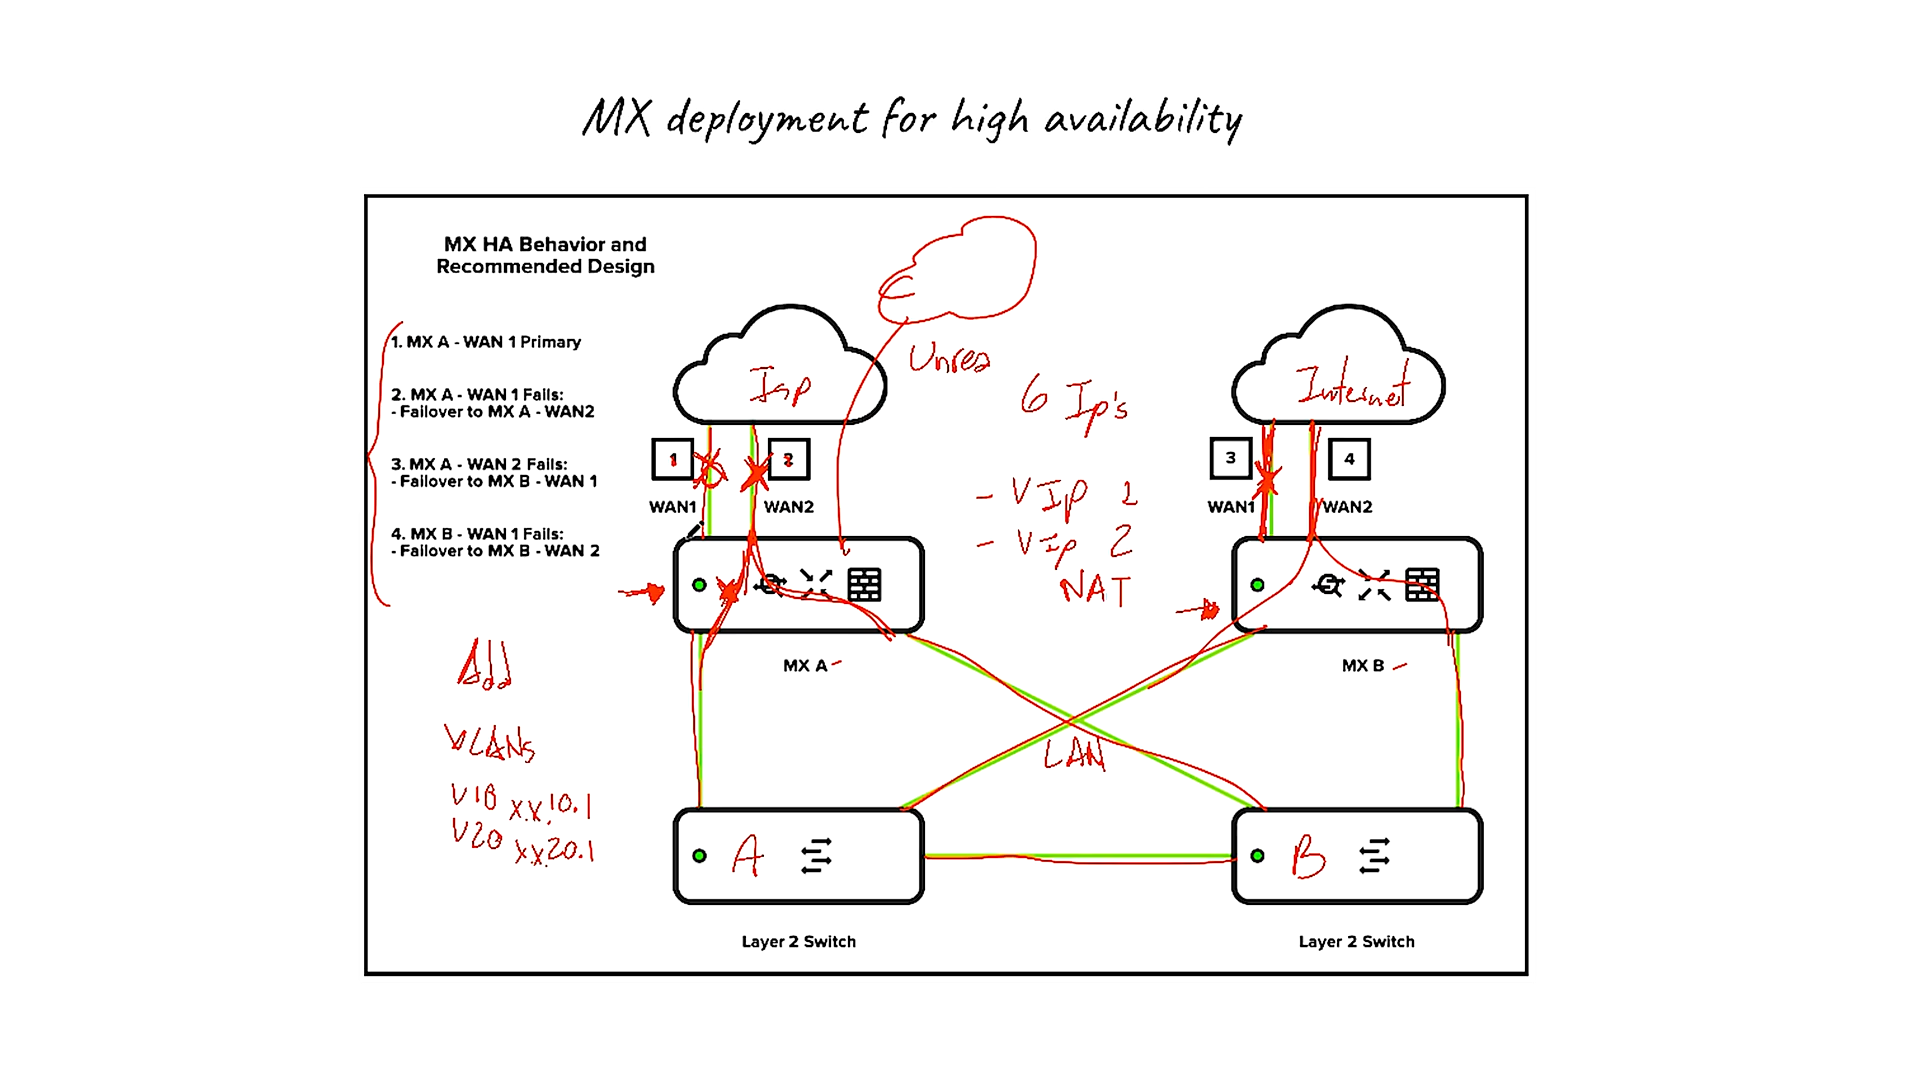 MX deployment for high availability
MX HA Behavior and
Recommended Design
1. MX A - WAN 1 Primary
2. MX A - WAN 1 Fails:
- Failover to MX A - WAN2
3. MX A - WAN 2 Fails:
- Failover to MX B - WAN 1
4. MX B - WAN 1 Fails:
- Failover to MX B - WAN 2
Isp
Unrea
6 Ip's
Internet
1
2
3
4
WAN1
WAN2
WAN1
WAN2
- VIp 1
- VIp 2
NAT
MX A -
MX B -
VLANs
V10 x.x.10.1
V20 x.x.20.1
LAN
A
B
Layer 2 Switch
Layer 2 Switch